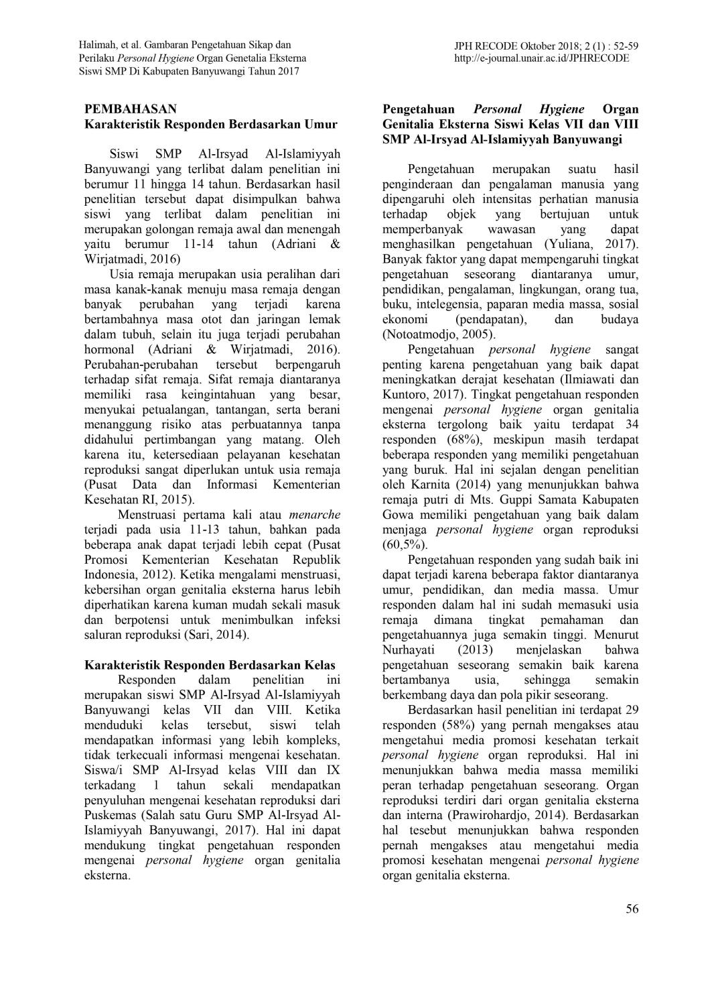 Halimah, et al. Gambaran Pengetahuan Sikap dan
Perilaku Personal Hygiene Organ Genetalia Eksterna
Siswi SMP Di Kabupaten Banyuwangi Tahun 2017
JPH RECODE Oktober 2018; 2 (1) : 52-59
http://e-journal.unair.ac.id/JPHRECODE
PEMBAHASAN
Karakteristik Responden Berdasarkan Umur
Siswi SMP Al-Irsyad Al-Islamiyyah
Banyuwangi yang terlibat dalam penelitian ini
berumur 11 hingga 14 tahun. Berdasarkan hasil
penelitian tersebut dapat disimpulkan bahwa
siswi yang terlibat dalam penelitian ini
merupakan golongan remaja awal dan menengah
yaitu berumur 11-14 tahun (Adriani &
Wirjatmadi, 2016)
Usia remaja merupakan usia peralihan dari
masa kanak-kanak menuju masa remaja dengan
banyak perubahan yang terjadi karena
bertambahnya masa otot dan jaringan lemak
dalam tubuh, selain itu juga terjadi perubahan
hormonal (Adriani & Wirjatmadi, 2016).
Perubahan-perubahan tersebut berpengaruh
terhadap sifat remaja. Sifat remaja diantaranya
memiliki rasa keingintahuan yang besar,
menyukai petualangan, tantangan, serta berani
menanggung risiko atas perbuatannya tanpa
didahului pertimbangan yang matang. Oleh
karena itu, ketersediaan pelayanan kesehatan
reproduksi sangat diperlukan untuk usia remaja
(Pusat Data dan Informasi Kementerian
Kesehatan RI, 2015).
Menstruasi pertama kali atau menarche
terjadi pada usia 11-13 tahun, bahkan pada
beberapa anak dapat terjadi lebih cepat (Pusat
Promosi Kementerian Kesehatan Republik
Indonesia, 2012). Ketika mengalami menstruasi,
kebersihan organ genitalia eksterna harus lebih
diperhatikan karena kuman mudah sekali masuk
dan berpotensi untuk menimbulkan infeksi
saluran reproduksi (Sari, 2014).
Karakteristik Responden Berdasarkan Kelas
Responden dalam penelitian ini
merupakan siswi SMP Al-Irsyad Al-Islamiyyah
Banyuwangi kelas VII dan VIII. Ketika
menduduki kelas tersebut, siswi telah
mendapatkan informasi yang lebih kompleks,
tidak terkecuali informasi mengenai kesehatan.
Siswa/i SMP Al-Irsyad kelas VIII dan IX
terkadang 1 tahun sekali mendapatkan
penyuluhan mengenai kesehatan reproduksi dari
Puskemas (Salah satu Guru SMP Al-Irsyad Al-
Islamiyyah Banyuwangi, 2017). Hal ini dapat
mendukung tingkat pengetahuan responden
mengenai personal hygiene organ genitalia
eksterna.
Pengetahuan Personal Hygiene Organ
Genitalia Eksterna Siswi Kelas VII dan VIII
SMP Al-Irsyad Al-Islamiyyah Banyuwangi
Pengetahuan merupakan suatu hasil
penginderaan dan pengalaman manusia yang
dipengaruhi oleh intensitas perhatian manusia
terhadap objek yang bertujuan untuk
memperbanyak wawasan yang dapat
menghasilkan pengetahuan (Yuliana, 2017).
Banyak faktor yang dapat mempengaruhi tingkat
pengetahuan seseorang diantaranya umur,
pendidikan, pengalaman, lingkungan, orang tua,
buku, intelegensia, paparan media massa, sosial
ekonomi (pendapatan), dan budaya
(Notoatmodjo, 2005).
Pengetahuan personal hygiene sangat
penting karena pengetahuan yang baik dapat
meningkatkan derajat kesehatan (Ilmiawati dan
Kuntoro, 2017). Tingkat pengetahuan responden
mengenai personal hygiene organ genitalia
eksterna tergolong baik yaitu terdapat 34
responden (68%), meskipun masih terdapat
beberapa responden yang memiliki pengetahuan
yang buruk. Hal ini sejalan dengan penelitian
oleh Karnita (2014) yang menunjukkan bahwa
remaja putri di Mts. Guppi Samata Kabupaten
Gowa memiliki pengetahuan yang baik dalam
menjaga personal hygiene organ reproduksi
(60,5%).
Pengetahuan responden yang sudah baik ini
dapat terjadi karena beberapa faktor diantaranya
umur, pendidikan, dan media massa. Umur
responden dalam hal ini sudah memasuki usia
remaja dimana tingkat pemahaman dan
pengetahuannya juga semakin tinggi. Menurut
Nurhayati (2013) menjelaskan bahwa
pengetahuan seseorang semakin baik karena
bertambanya usia, sehingga semakin
berkembang daya dan pola pikir seseorang.
Berdasarkan hasil penelitian ini terdapat 29
responden (58%) yang pernah mengakses atau
mengetahui media promosi kesehatan terkait
personal hygiene organ reproduksi. Hal ini
menunjukkan bahwa media massa memiliki
peran terhadap pengetahuan seseorang. Organ
reproduksi terdiri dari organ genitalia eksterna
dan interna (Prawirohardjo, 2014). Berdasarkan
hal tesebut menunjukkan bahwa responden
pernah mengakses atau mengetahui media
promosi kesehatan mengenai personal hygiene
organ genitalia eksterna.
56